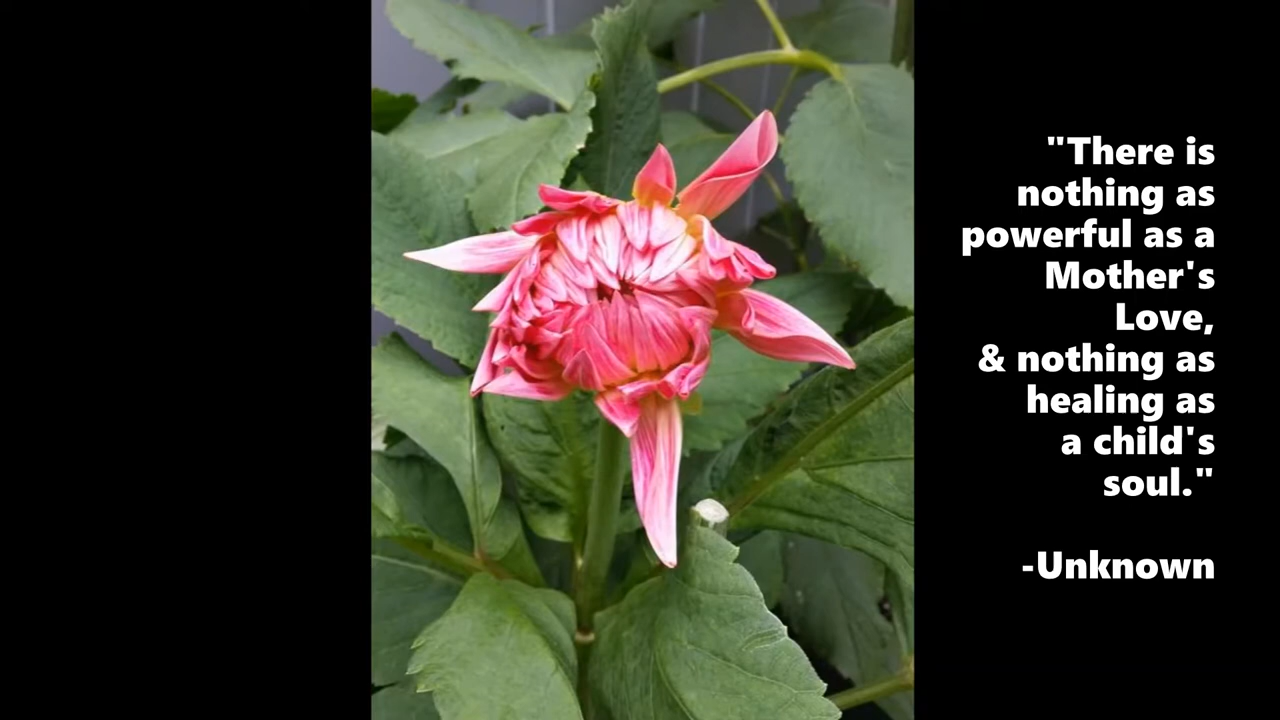 "There is
nothing as
powerful as a
Mother's
Love,
& nothing as
healing as
a child's
soul."
-Unknown